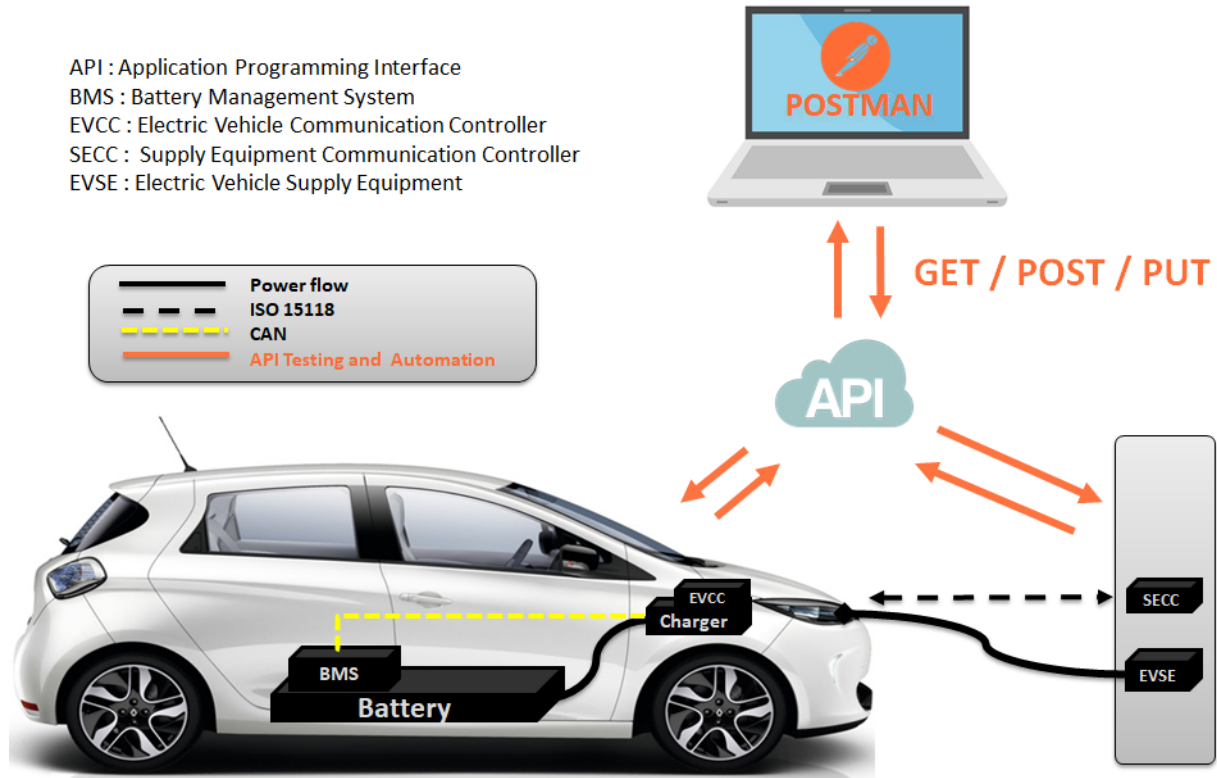 API : Application Programming Interface
BMS : Battery Management System
EVCC : Electric Vehicle Communication Controller
SECC :  Supply Equipment Communication Controller
EVSE : Electric Vehicle Supply Equipment
POSTMAN
GET / POST / PUT
Power flow
ISO 15118
CAN
API Testing and  Automation
API
EVCC
Charger
SECC
BMS
EVSE
Battery